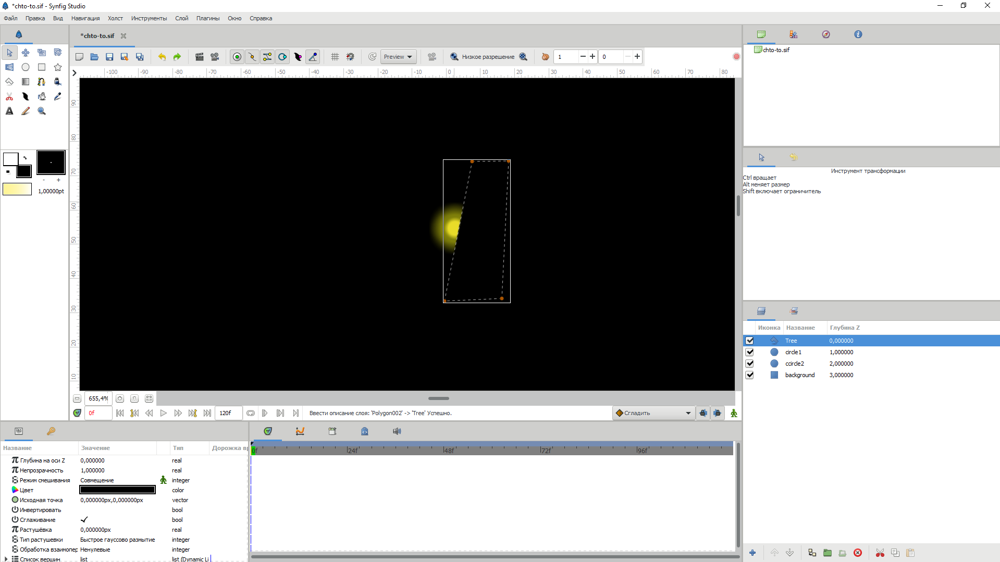 *chto-to.sif - Synfig Studio
Файл Правка Вид Навигация Холст Инструменты Слой Плагины Окно Справка
*chto-to.sif
Preview Низкое разрешение 1 0
-100 -90 -80 -70 -60 -50 -40 -30 -20 -10 0 10 20 30 40 50 60 70 80
90
80
70
60
50
40
30
20
10
- +
1,00000pt
655,4%
0f 120f Ввести описание слоя: 'Polygon002' -> 'Tree' Успешно. Сгладить
chto-to.sif
Инструмент трансформации
Ctrl вращает
Alt меняет размер
Shift включает ограничитель
Иконка Название Глубина Z
Tree 0,000000
circle1 1,000000
ccircle2 2,000000
background 3,000000
Название Значение Тип Дорожка в
Глубина на оси Z 0,000000 real
Непрозрачность 1,000000 real
Режим смешивания Совмещение integer
Цвет color
Исходная точка 0,000000px,0,000000px vector
Инвертировать bool
Сглаживание bool
Растушёвка 0,000000px real
Тип растушевки Быстрое гауссово размытие integer
Обработка взаимопер Ненулевые integer
Список вершин list list (Dynamic Li
0f 24f 48f 72f 96f